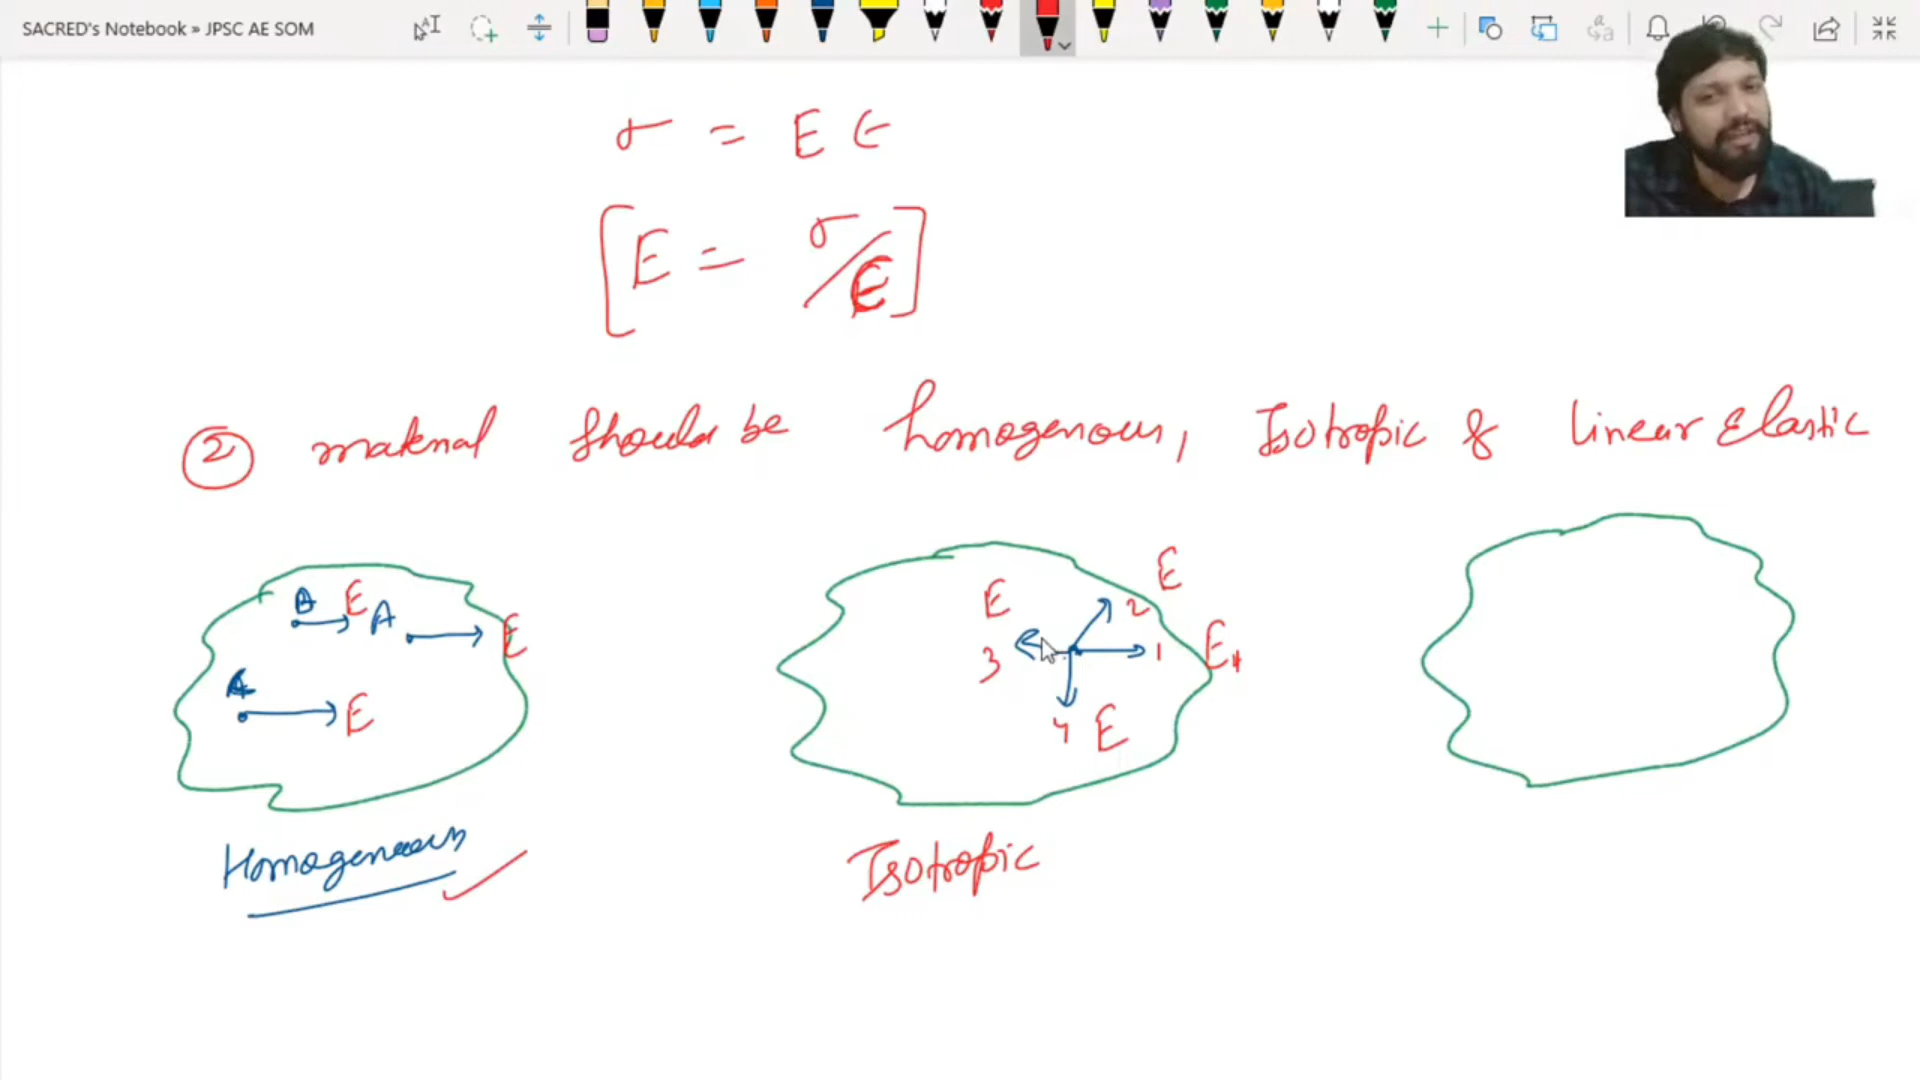 SACRED's Notebook » JPSC AE SOM
σ = E ϵ
[E = σ/ϵ]
② material should be homogenous, Isotropic & linear Elastic
B E A E
A E
E 2 E
3 1 E
4 E
Homogeneous
Isotropic